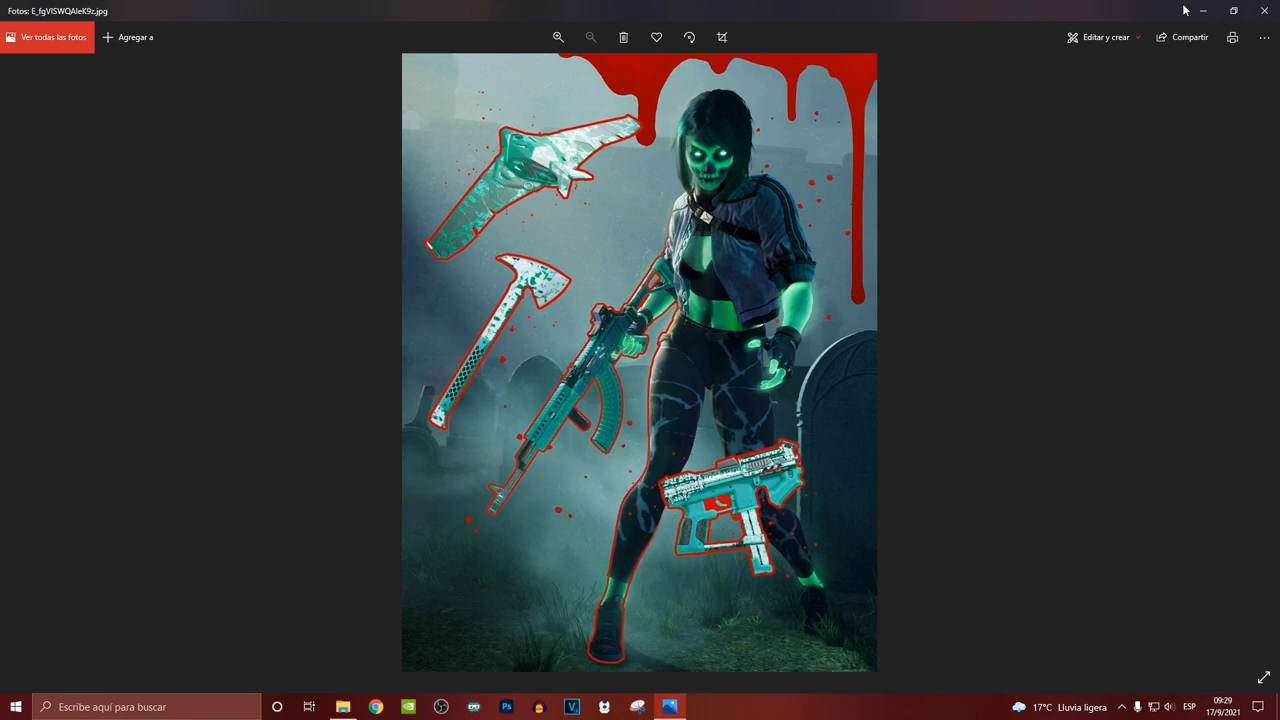 Fotos: E_fgVISWQAIeK9z.jpg
Ver todas las fotos
Agregar a
Editar y crear
Compartir
Escribe aquí para buscar
17°C Lluvia ligera
ESP
09:29
17/9/2021